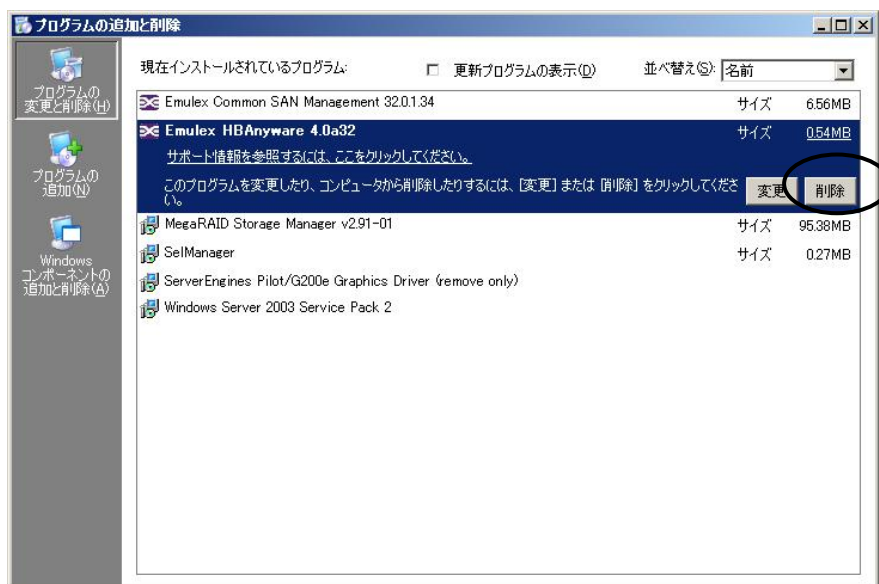 プログラムの追加と削除
プログラムの
変更と削除(H)
プログラムの
追加(N)
Windows
コンポーネントの
追加と削除(A)
現在インストールされているプログラム: 更新プログラムの表示(D) 並べ替え(S): 名前
Emulex Common SAN Management 32.0.1.34 サイズ 6.56MB
Emulex HBAnyware 4.0a32 サイズ 0.54MB
サポート情報を参照するには、ここをクリックしてください。
このプログラムを変更したり、コンピュータから削除したりするには、[変更] または [削除] をクリックしてくださ
い。
変更 削除
MegaRAID Storage Manager v2.91-01 サイズ 95.38MB
SelManager サイズ 0.27MB
ServerEngines Pilot/G200e Graphics Driver (remove only)
Windows Server 2003 Service Pack 2